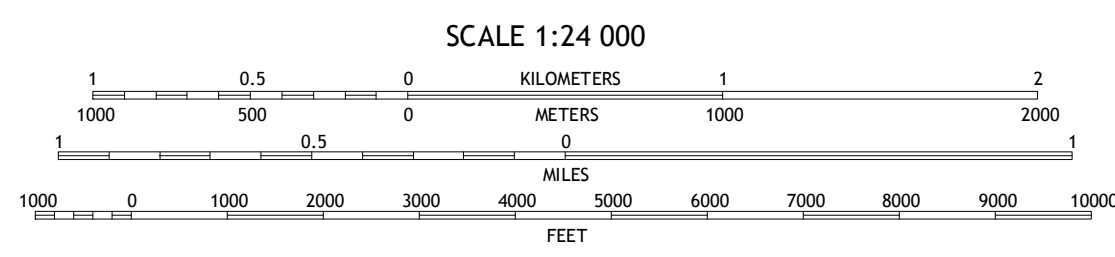 SCALE 1:24 000
1 0.5 0 KILOMETERS 1 2
1000 500 0 METERS 1000 2000
1 0.5 0 1
MILES
1000 0 1000 2000 3000 4000 5000 6000 7000 8000 9000 10000
FEET